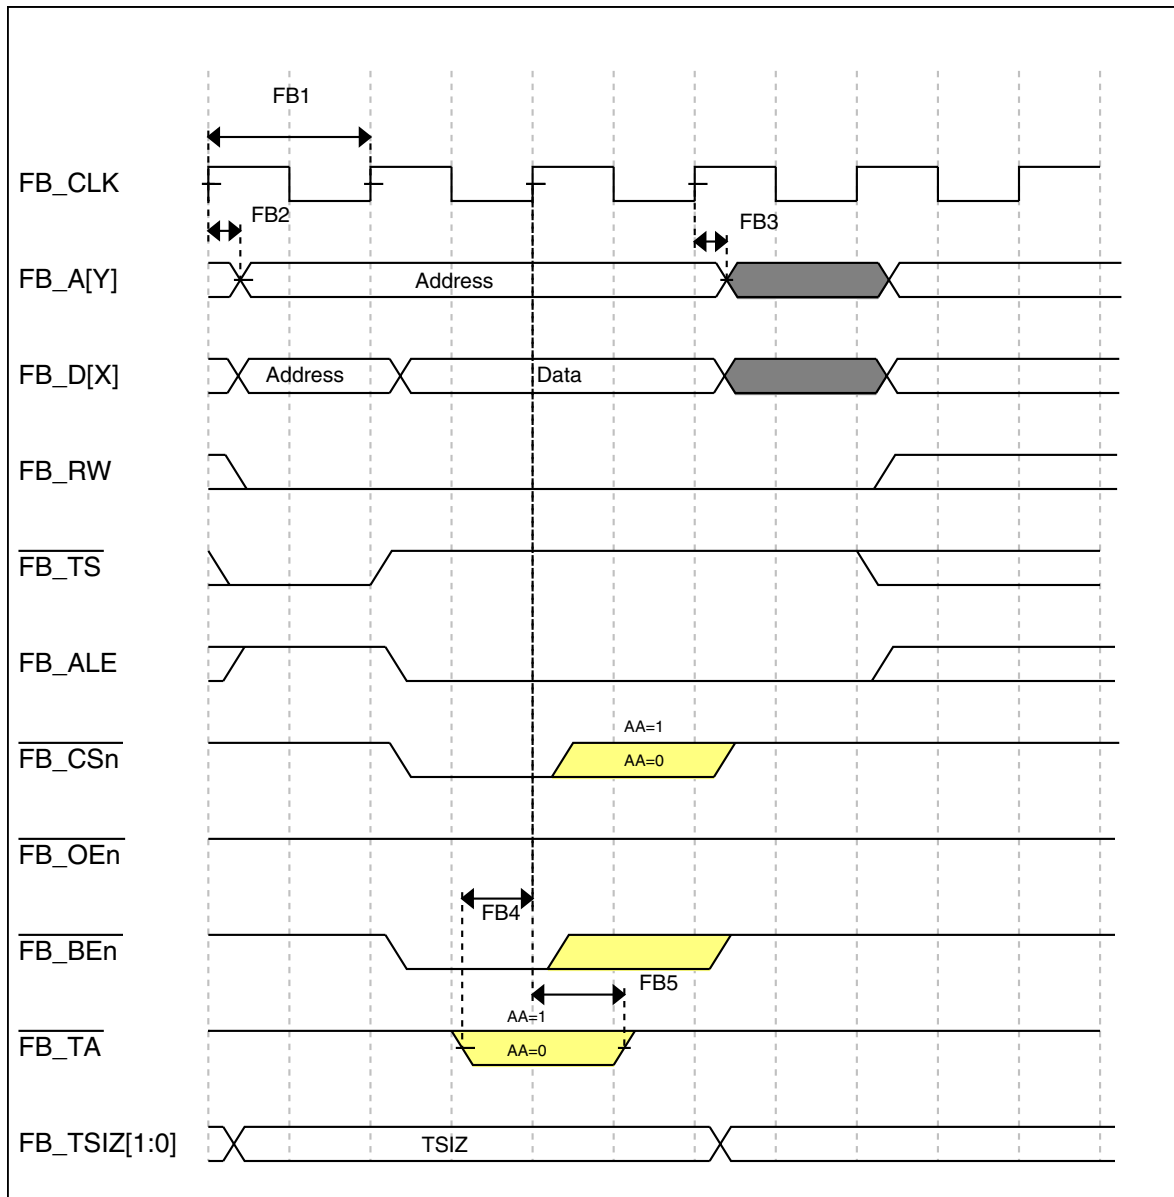 FB1
FB_CLK
FB2
FB3
FB_A[Y]
Address
FB_D[X]
Address
Data
FB_RW
FB_TS
FB_ALE
AA=1
FB_CSn
AA=0
FB_OEn
FB4
FB_BEn
FB5
AA=1
FB_TA
AA=0
FB_TSIZ[1:0]
TSIZ